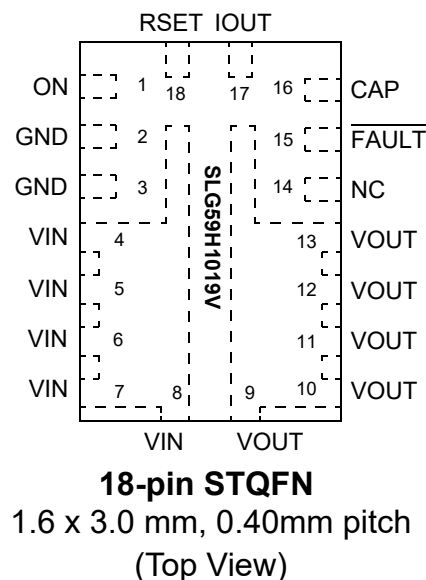 RSET IOUT
ON 1 18 17 16 CAP
GND 2 15 FAULT
GND 3 14 NC
VIN 4 13 VOUT
VIN 5 12 VOUT
VIN 6 11 VOUT
VIN 7 8 9 10 VOUT
SLG59H1019V
VIN VOUT
18-pin STQFN
1.6 x 3.0 mm, 0.40mm pitch
(Top View)